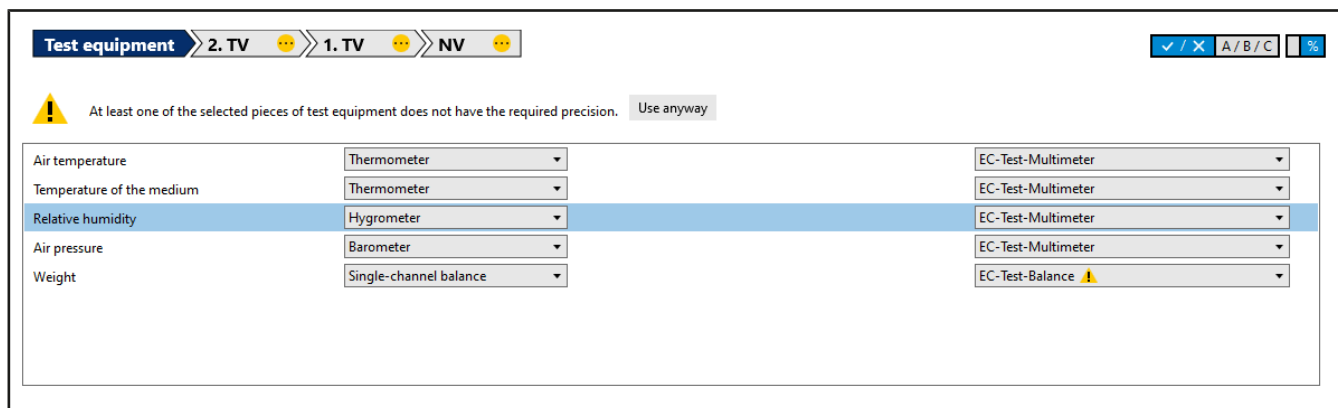 Test equipment 2. TV 1. TV NV ✓ / ✕ A / B / C %
At least one of the selected pieces of test equipment does not have the required precision. Use anyway
Air temperature Thermometer EC-Test-Multimeter
Temperature of the medium Thermometer EC-Test-Multimeter
Relative humidity Hygrometer EC-Test-Multimeter
Air pressure Barometer EC-Test-Multimeter
Weight Single-channel balance EC-Test-Balance